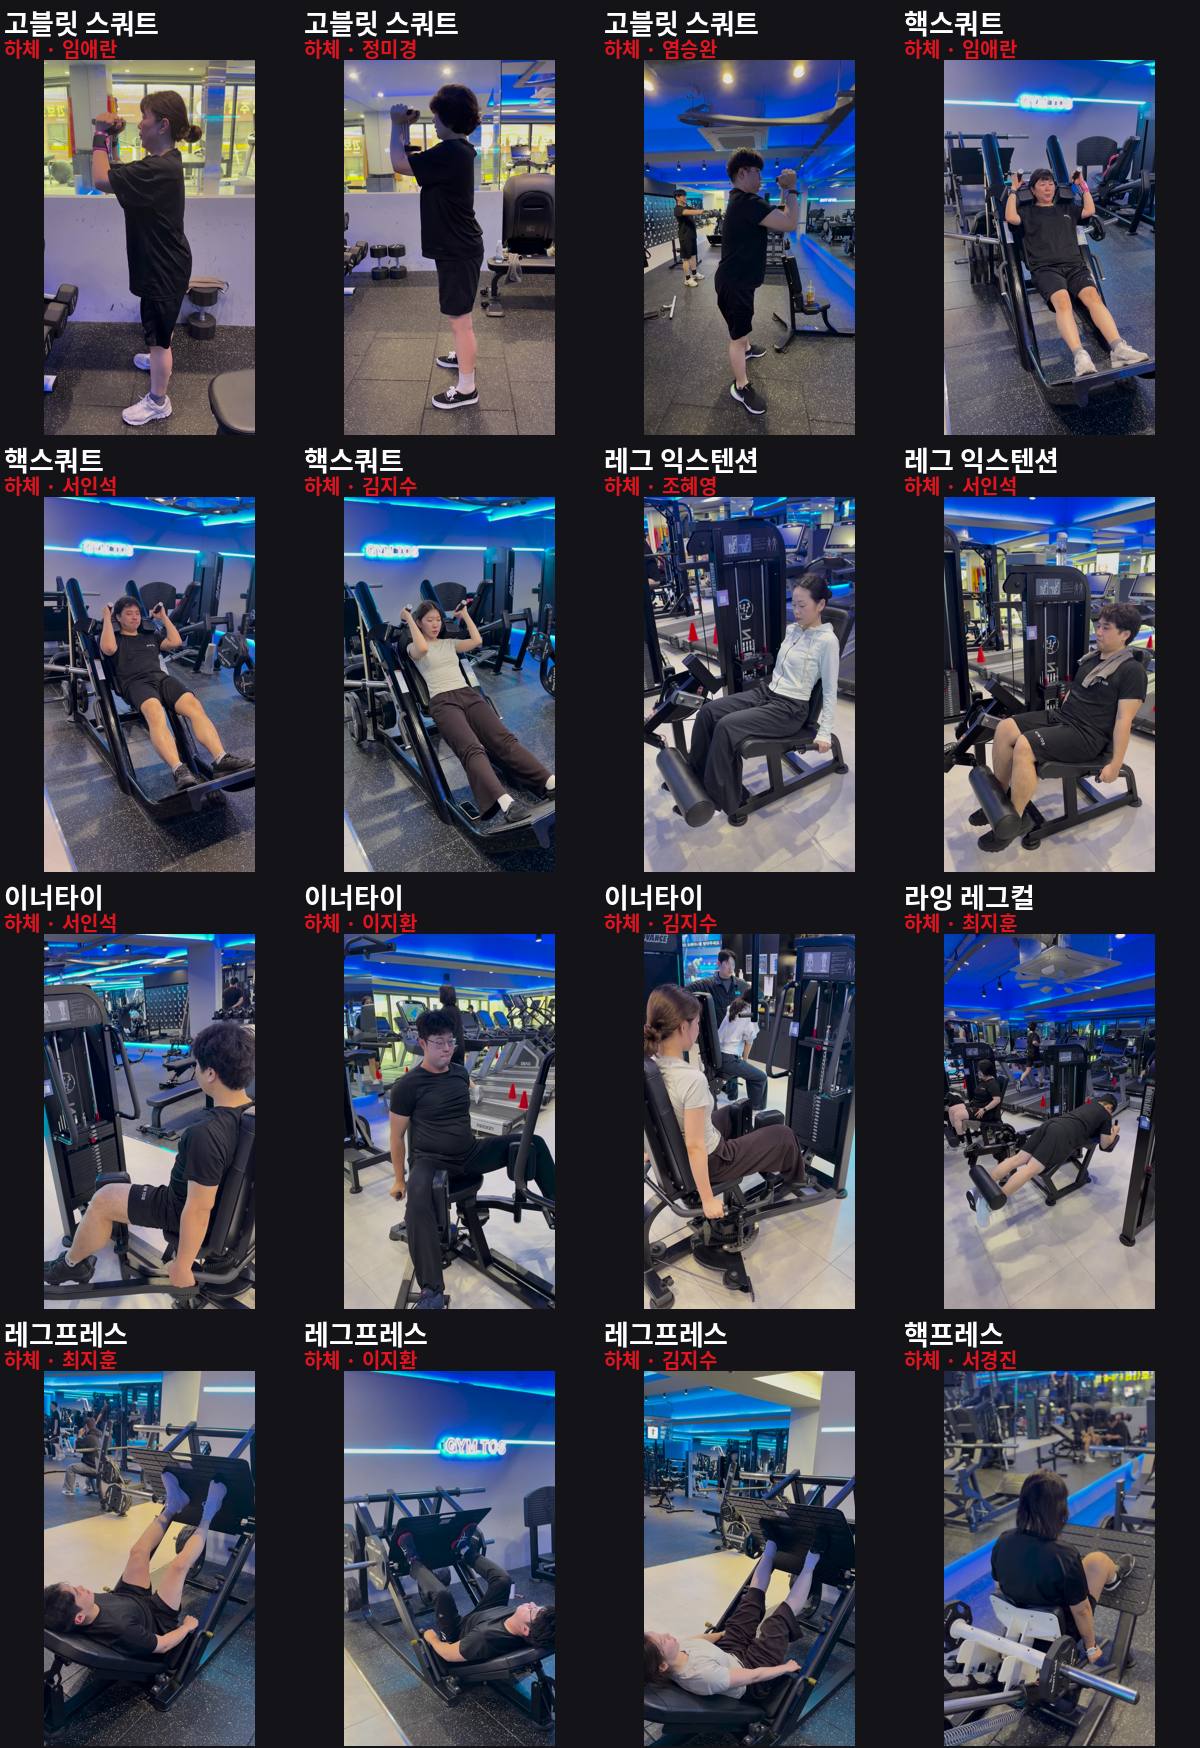 고블릿 스쿼트
하체 · 임애란
고블릿 스쿼트
하체 · 정미경
고블릿 스쿼트
하체 · 염승완
핵스쿼트
하체 · 임애란
GYM TOS
핵스쿼트
하체 · 서인석
GYM TOS
핵스쿼트
하체 · 김지수
GYM TOS
레그 익스텐션
하체 · 조혜영
레그 익스텐션
하체 · 서인석
이너타이
하체 · 서인석
이너타이
하체 · 이지환
이너타이
하체 · 김지수
라잉 레그컬
하체 · 최지훈
레그프레스
하체 · 최지훈
레그프레스
하체 · 이지환
GYM TOS
레그프레스
하체 · 김지수
핵프레스
하체 · 서경진